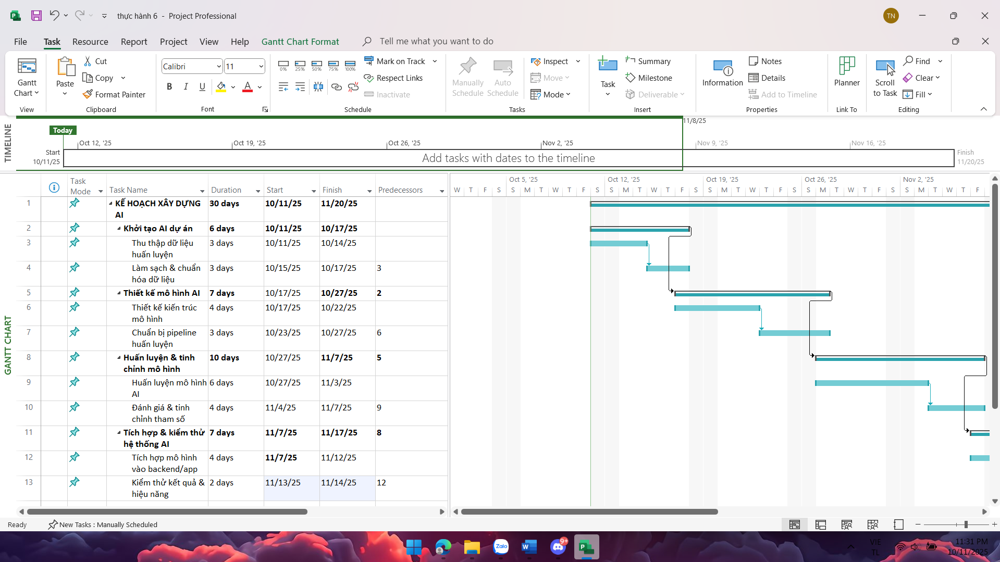 thực hành 6 - Project Professional
TN
File Task Resource Report Project View Help Gantt Chart Format Tell me what you want to do
Gantt Chart
View
Paste
Cut
Copy
Format Painter
Clipboard
Calibri 11
B I U A
Font
0% 25% 50% 75% 100%
Mark on Track
Respect Links
Inactivate
Schedule
Manually Schedule
Auto Schedule
Inspect
Move
Mode
Tasks
Task
Summary
Milestone
Deliverable
Insert
Information
Notes
Details
Add to Timeline
Properties
Planner
Link To
Scroll to Task
Find
Clear
Fill
Editing
TIMELINE
Today
11/8/25
Oct 12, '25 Oct 19, '25 Oct 26, '25 Nov 2, '25 Nov 9, '25 Nov 16, '25
Start
10/11/25
Add tasks with dates to the timeline
Finish
11/20/25
GANTT CHART
Task Mode Task Name Duration Start Finish Predecessors
Oct 5, '25 Oct 12, '25 Oct 19, '25 Oct 26, '25 Nov 2, '25
W T F S S M T W T F S S M T W T F S S M T W T F S S M T W T F S S M T W T F
1 KẾ HOẠCH XÂY DỰNG AI 30 days 10/11/25 11/20/25
2 Khởi tạo AI dự án 6 days 10/11/25 10/17/25
3 Thu thập dữ liệu huấn luyện 3 days 10/11/25 10/14/25
4 Làm sạch & chuẩn hóa dữ liệu 3 days 10/15/25 10/17/25 3
5 Thiết kế mô hình AI 7 days 10/17/25 10/27/25 2
6 Thiết kế kiến trúc mô hình 4 days 10/17/25 10/22/25
7 Chuẩn bị pipeline huấn luyện 3 days 10/23/25 10/27/25 6
8 Huấn luyện & tinh chỉnh mô hình 10 days 10/27/25 11/7/25 5
9 Huấn luyện mô hình AI 6 days 10/27/25 11/3/25
10 Đánh giá & tinh chỉnh tham số 4 days 11/4/25 11/7/25 9
11 Tích hợp & kiểm thử hệ thống AI 7 days 11/7/25 11/17/25 8
12 Tích hợp mô hình vào backend/app 4 days 11/7/25 11/12/25
13 Kiểm thử kết quả & hiệu năng 2 days 11/13/25 11/14/25 12
Ready New Tasks : Manually Scheduled
Zalo
W
9+
P
VIE
TL
11:31 PM
10/11/2025